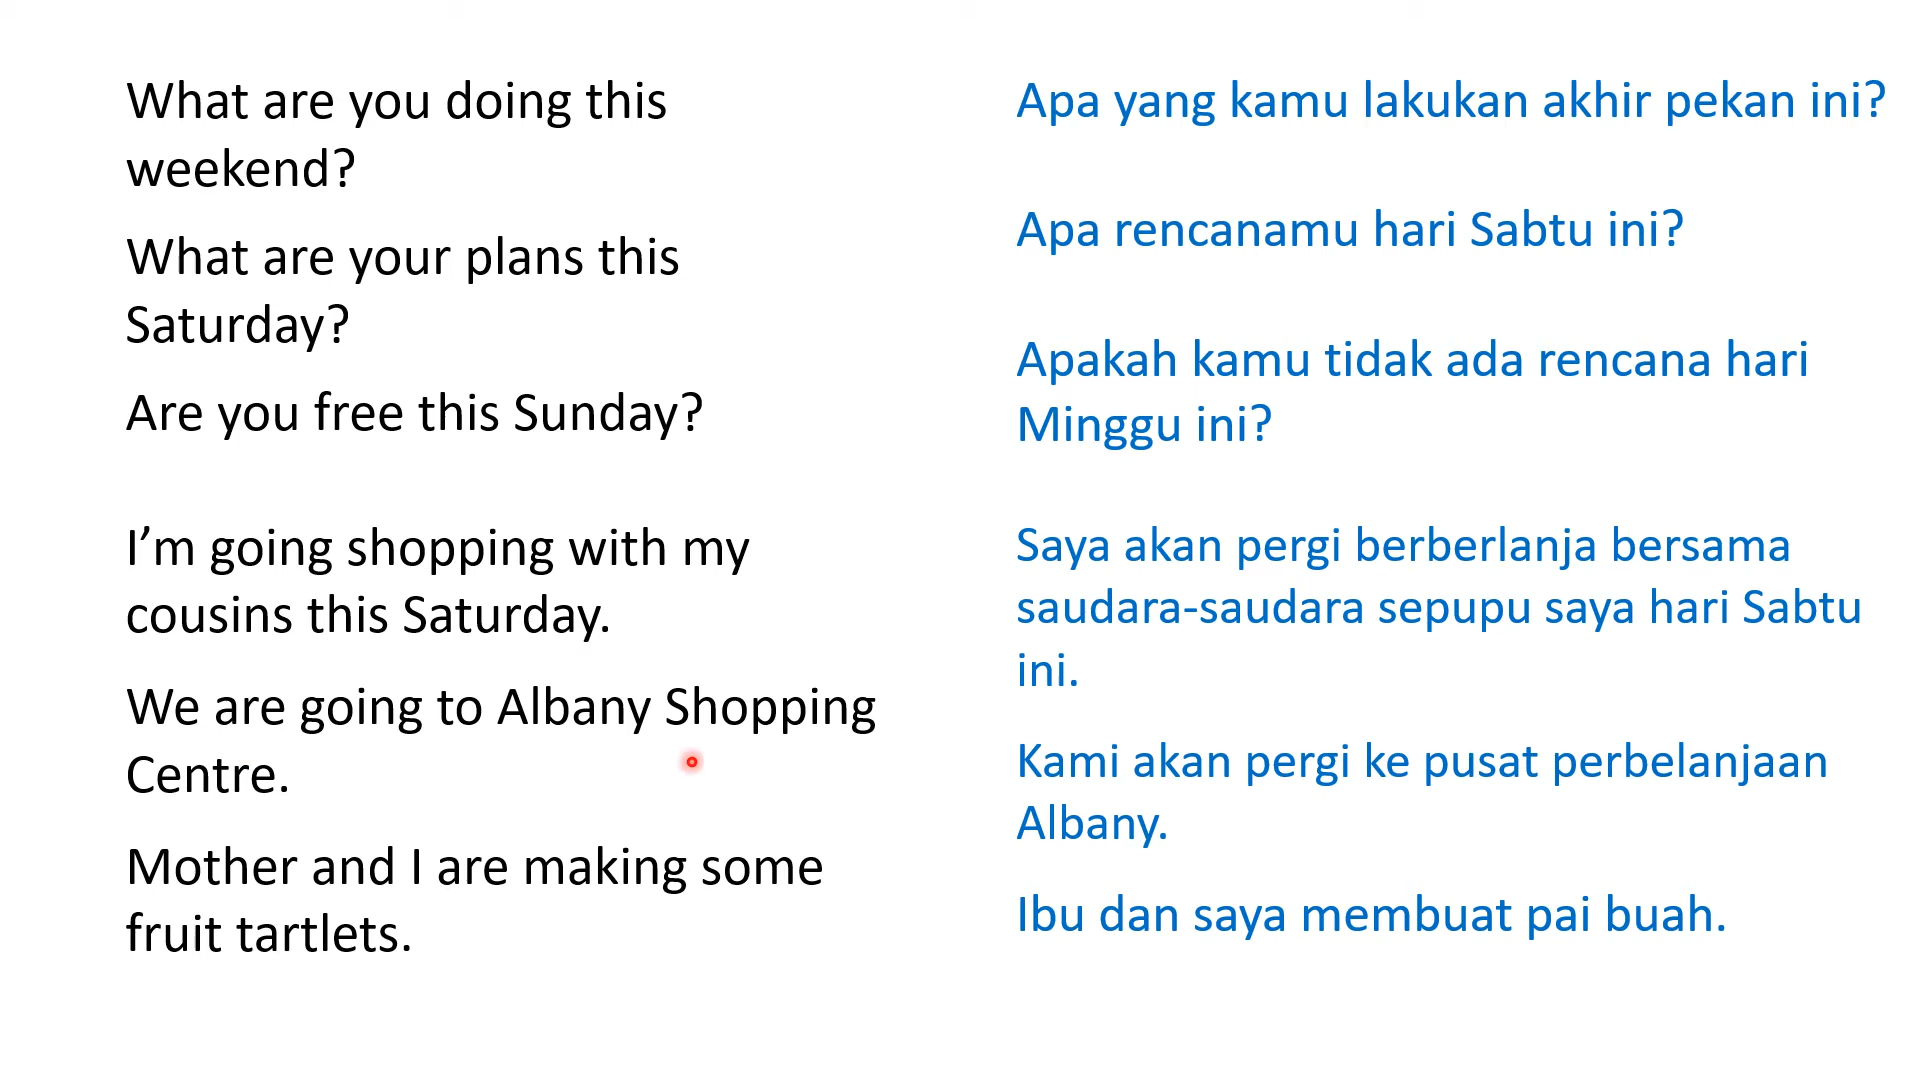 What are you doing this
weekend?
What are your plans this
Saturday?
Are you free this Sunday?
I’m going shopping with my
cousins this Saturday.
We are going to Albany Shopping
Centre.
Mother and I are making some
fruit tartlets.
Apa yang kamu lakukan akhir pekan ini?
Apa rencanamu hari Sabtu ini?
Apakah kamu tidak ada rencana hari
Minggu ini?
Saya akan pergi berberlanja bersama
saudara-saudara sepupu saya hari Sabtu
ini.
Kami akan pergi ke pusat perbelanjaan
Albany.
Ibu dan saya membuat pai buah.